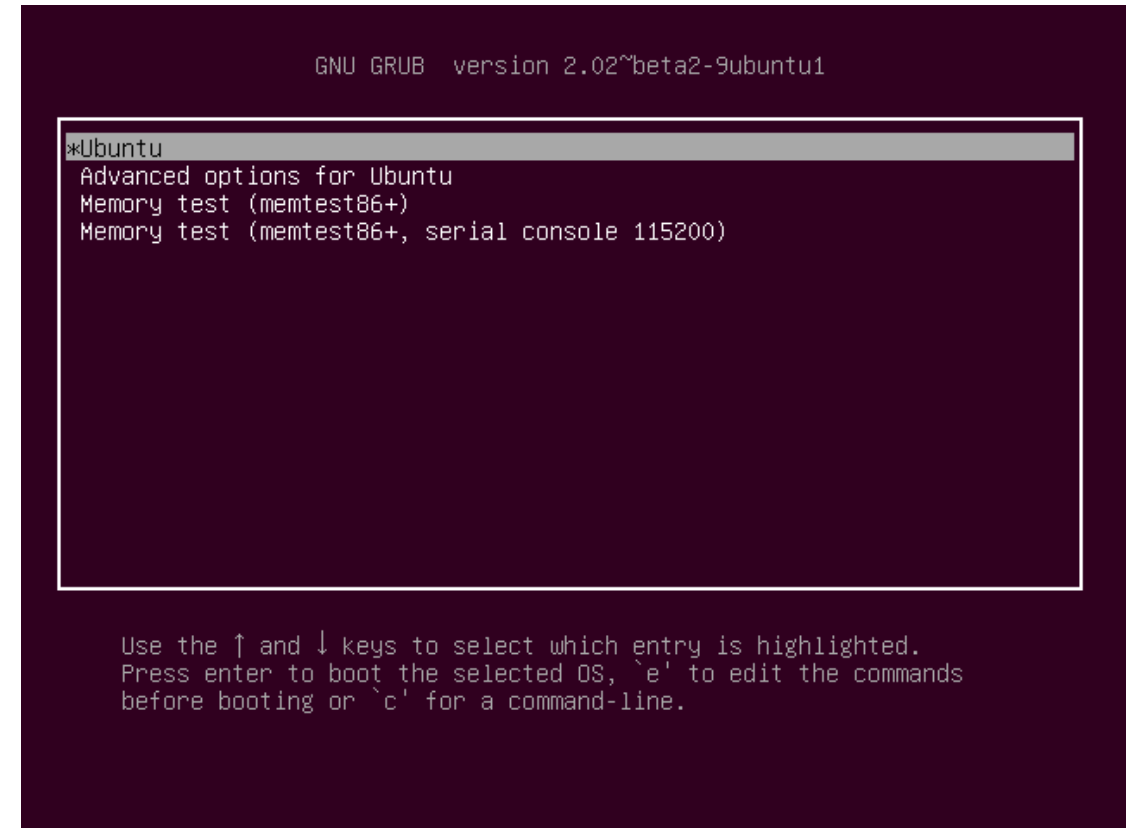 GNU GRUB  version 2.02~beta2-9ubuntu1
*Ubuntu
Advanced options for Ubuntu
Memory test (memtest86+)
Memory test (memtest86+, serial console 115200)
Use the ↑ and ↓ keys to select which entry is highlighted.
Press enter to boot the selected OS, `e' to edit the commands
before booting or `c' for a command-line.